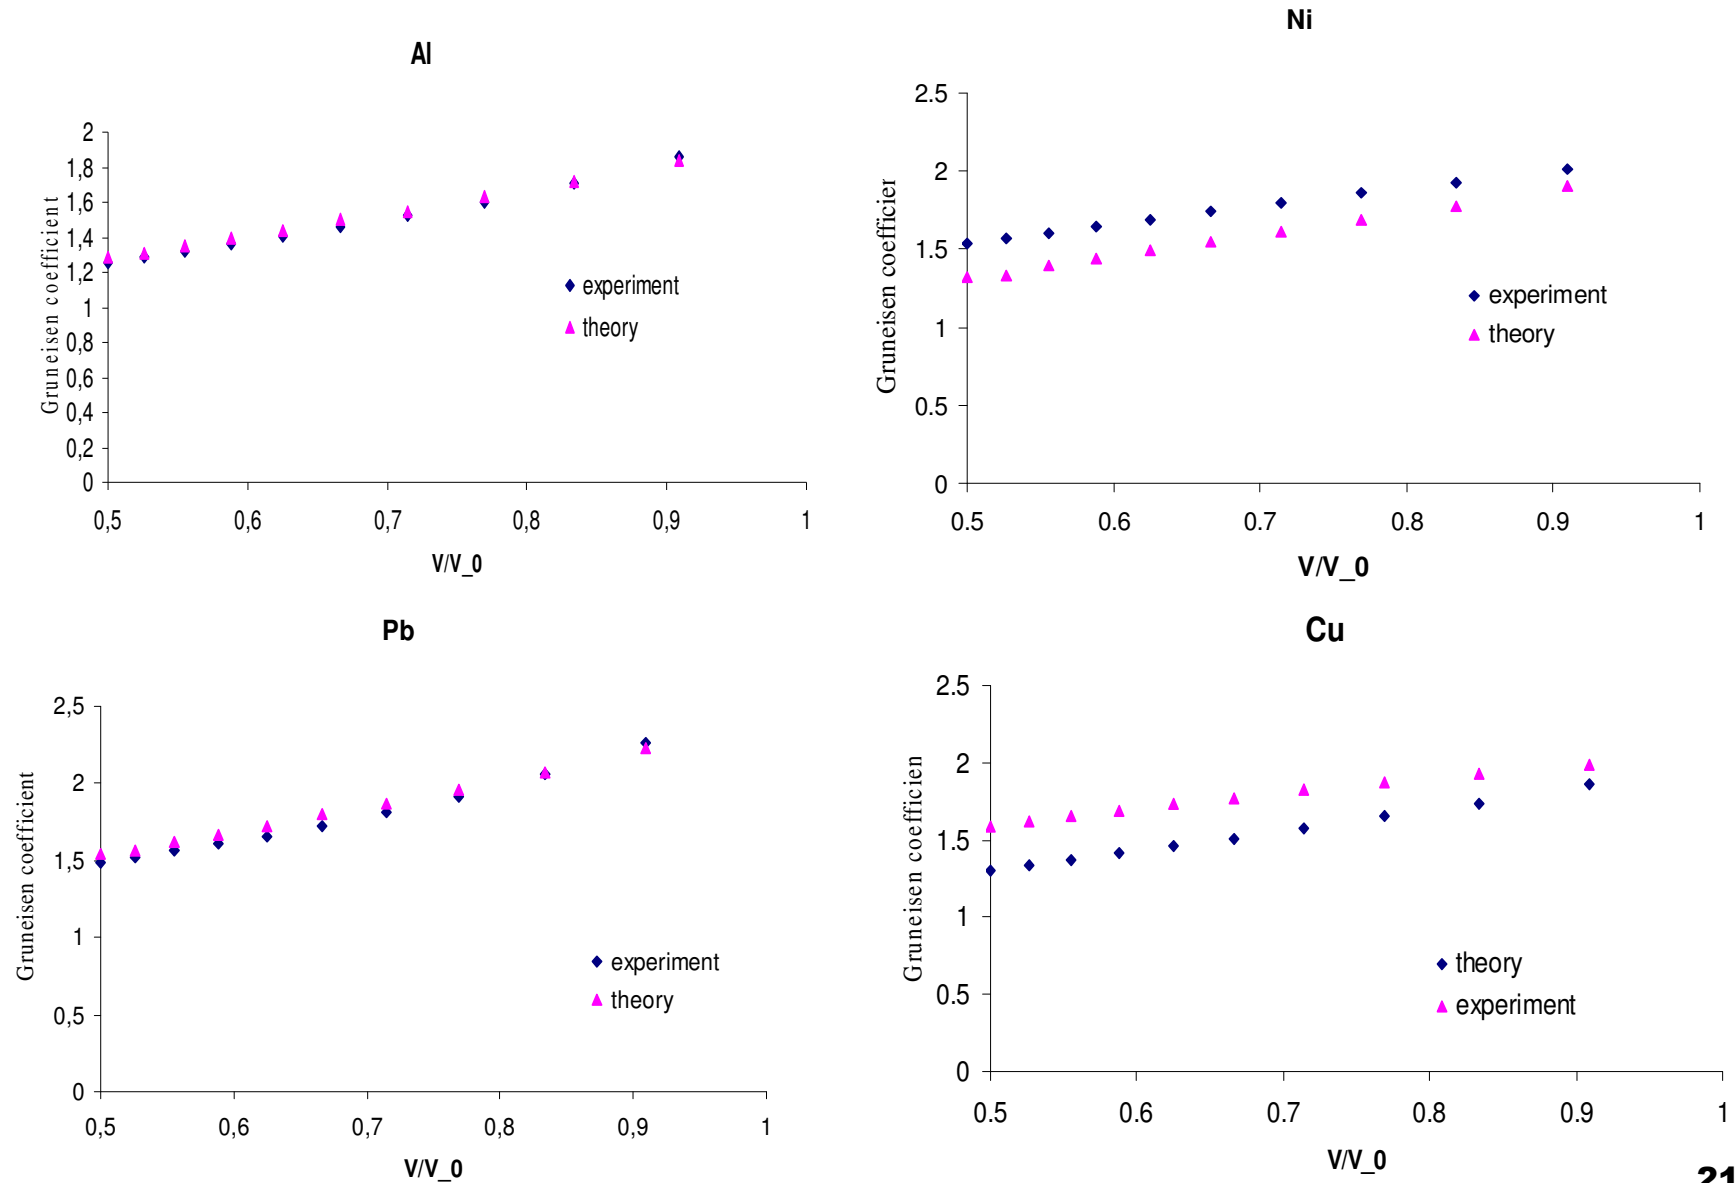 Al
Gruneisen coefficient
2
1,8
1,6
1,4
1,2
1
0,8
0,6
0,4
0,2
0
0,5 0,6 0,7 0,8 0,9 1
V/V_0
experiment
theory
Ni
Gruneisen coefficier
2.5
2
1.5
1
0.5
0
0.5 0.6 0.7 0.8 0.9 1
V/V_0
experiment
theory
Pb
Gruneisen coefficient
2,5
2
1,5
1
0,5
0
0,5 0,6 0,7 0,8 0,9 1
V/V_0
experiment
theory
Cu
Gruneisen coefficien
2.5
2
1.5
1
0.5
0
0.5 0.6 0.7 0.8 0.9 1
V/V_0
theory
experiment
21